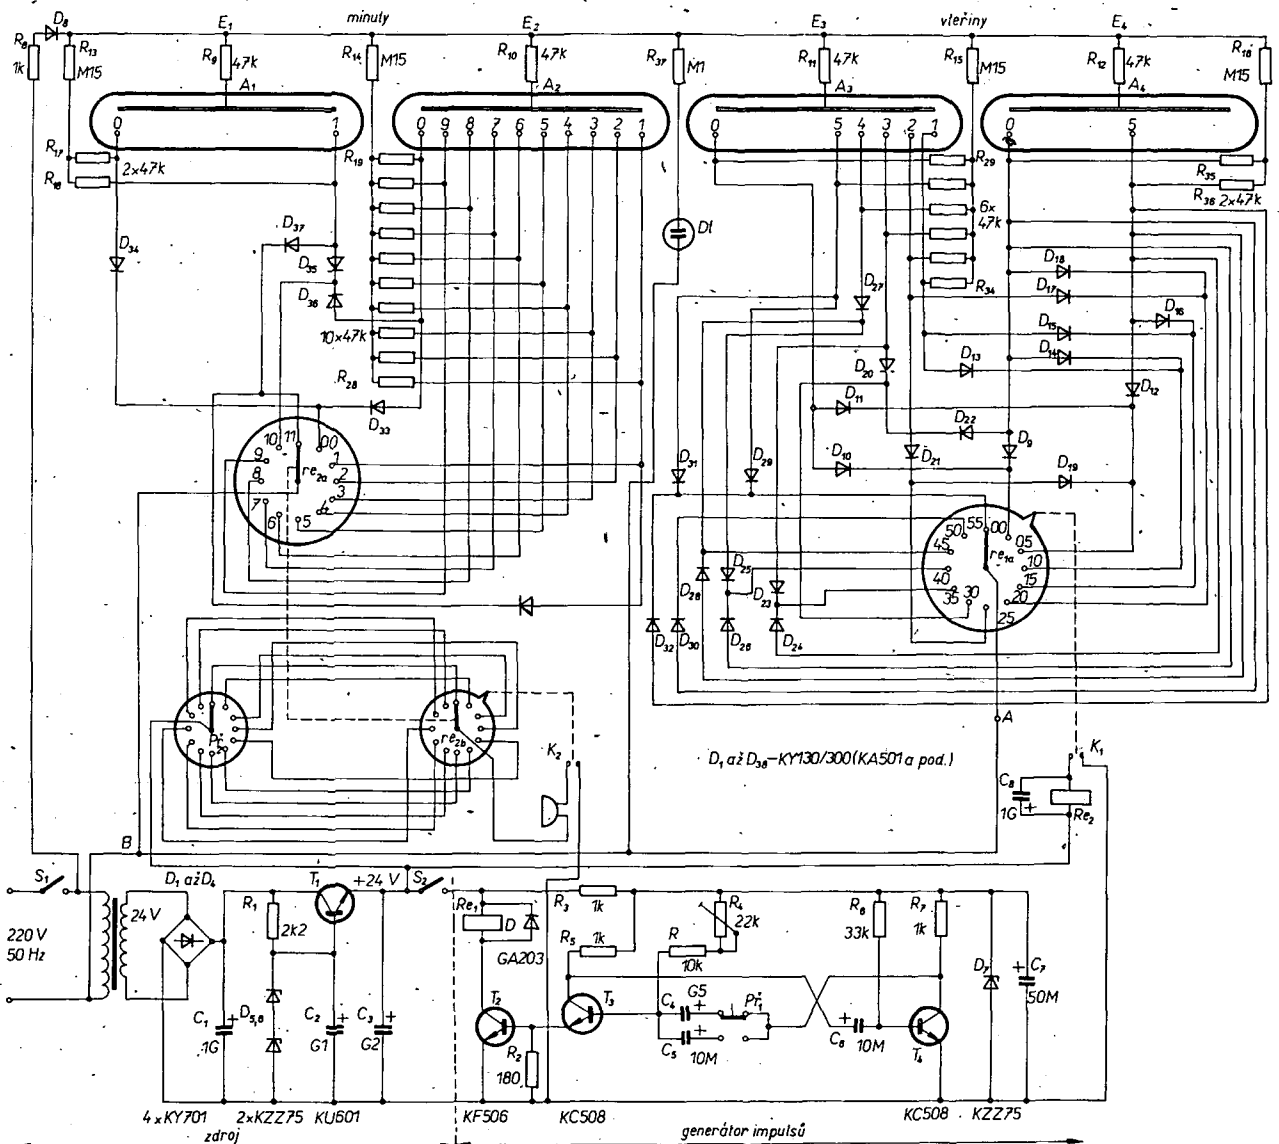 D8 E1 minuty E2 E3 vteřiny E4
R8 1k R13 M15 R9 47k R14 M15 R10 47k R37 M1 R11 47k R15 M15 R12 47k R16 M15
A1 A2 A3 A4
0 1
0 9 8 7 6 5 4 3 2 1
0 5 4 3 2 1
0 5
R17 2×47k R18
R19 10×47k R28
R29 6× 47k R34
R35 R36 2×47k
D34 D37 D35 D36 D33
Dl
D27 D18 D17 D16 D15 D14 D13 D12 D20 D11 D22 D9 D10 D21 D19 D31 D29
10 11 00 1 2 3 4 5 6 7 8 9
re2a
50 55 00 05 10 15 20 25 30 35 40 45
re1a
D25 D28 D23 D32 D30 D26 D24
Př2 re2b K2
A K1
D1 až D38–KY130/300 (KA501 a pod.)
C8 1G + Re2
B
S1 D1 až D4 T1 +24 V S2
24 V R1 2k2
220 V
50 Hz
Re1 D GA203
R3 1k R5 1k R4 22k R 10k R6 33k R7 1k
C1 + 1G D5,6 C2 + G1 C3 + G2
T2 R2 180 T3
C4 G5 + Př1 C5 + 10M
C6 + 10M T4 D7 C7 + 50M
4×KY701 2×KZZ75 KU601 KF506 KC508 KC508 KZZ75
zdroj generátor impulsů